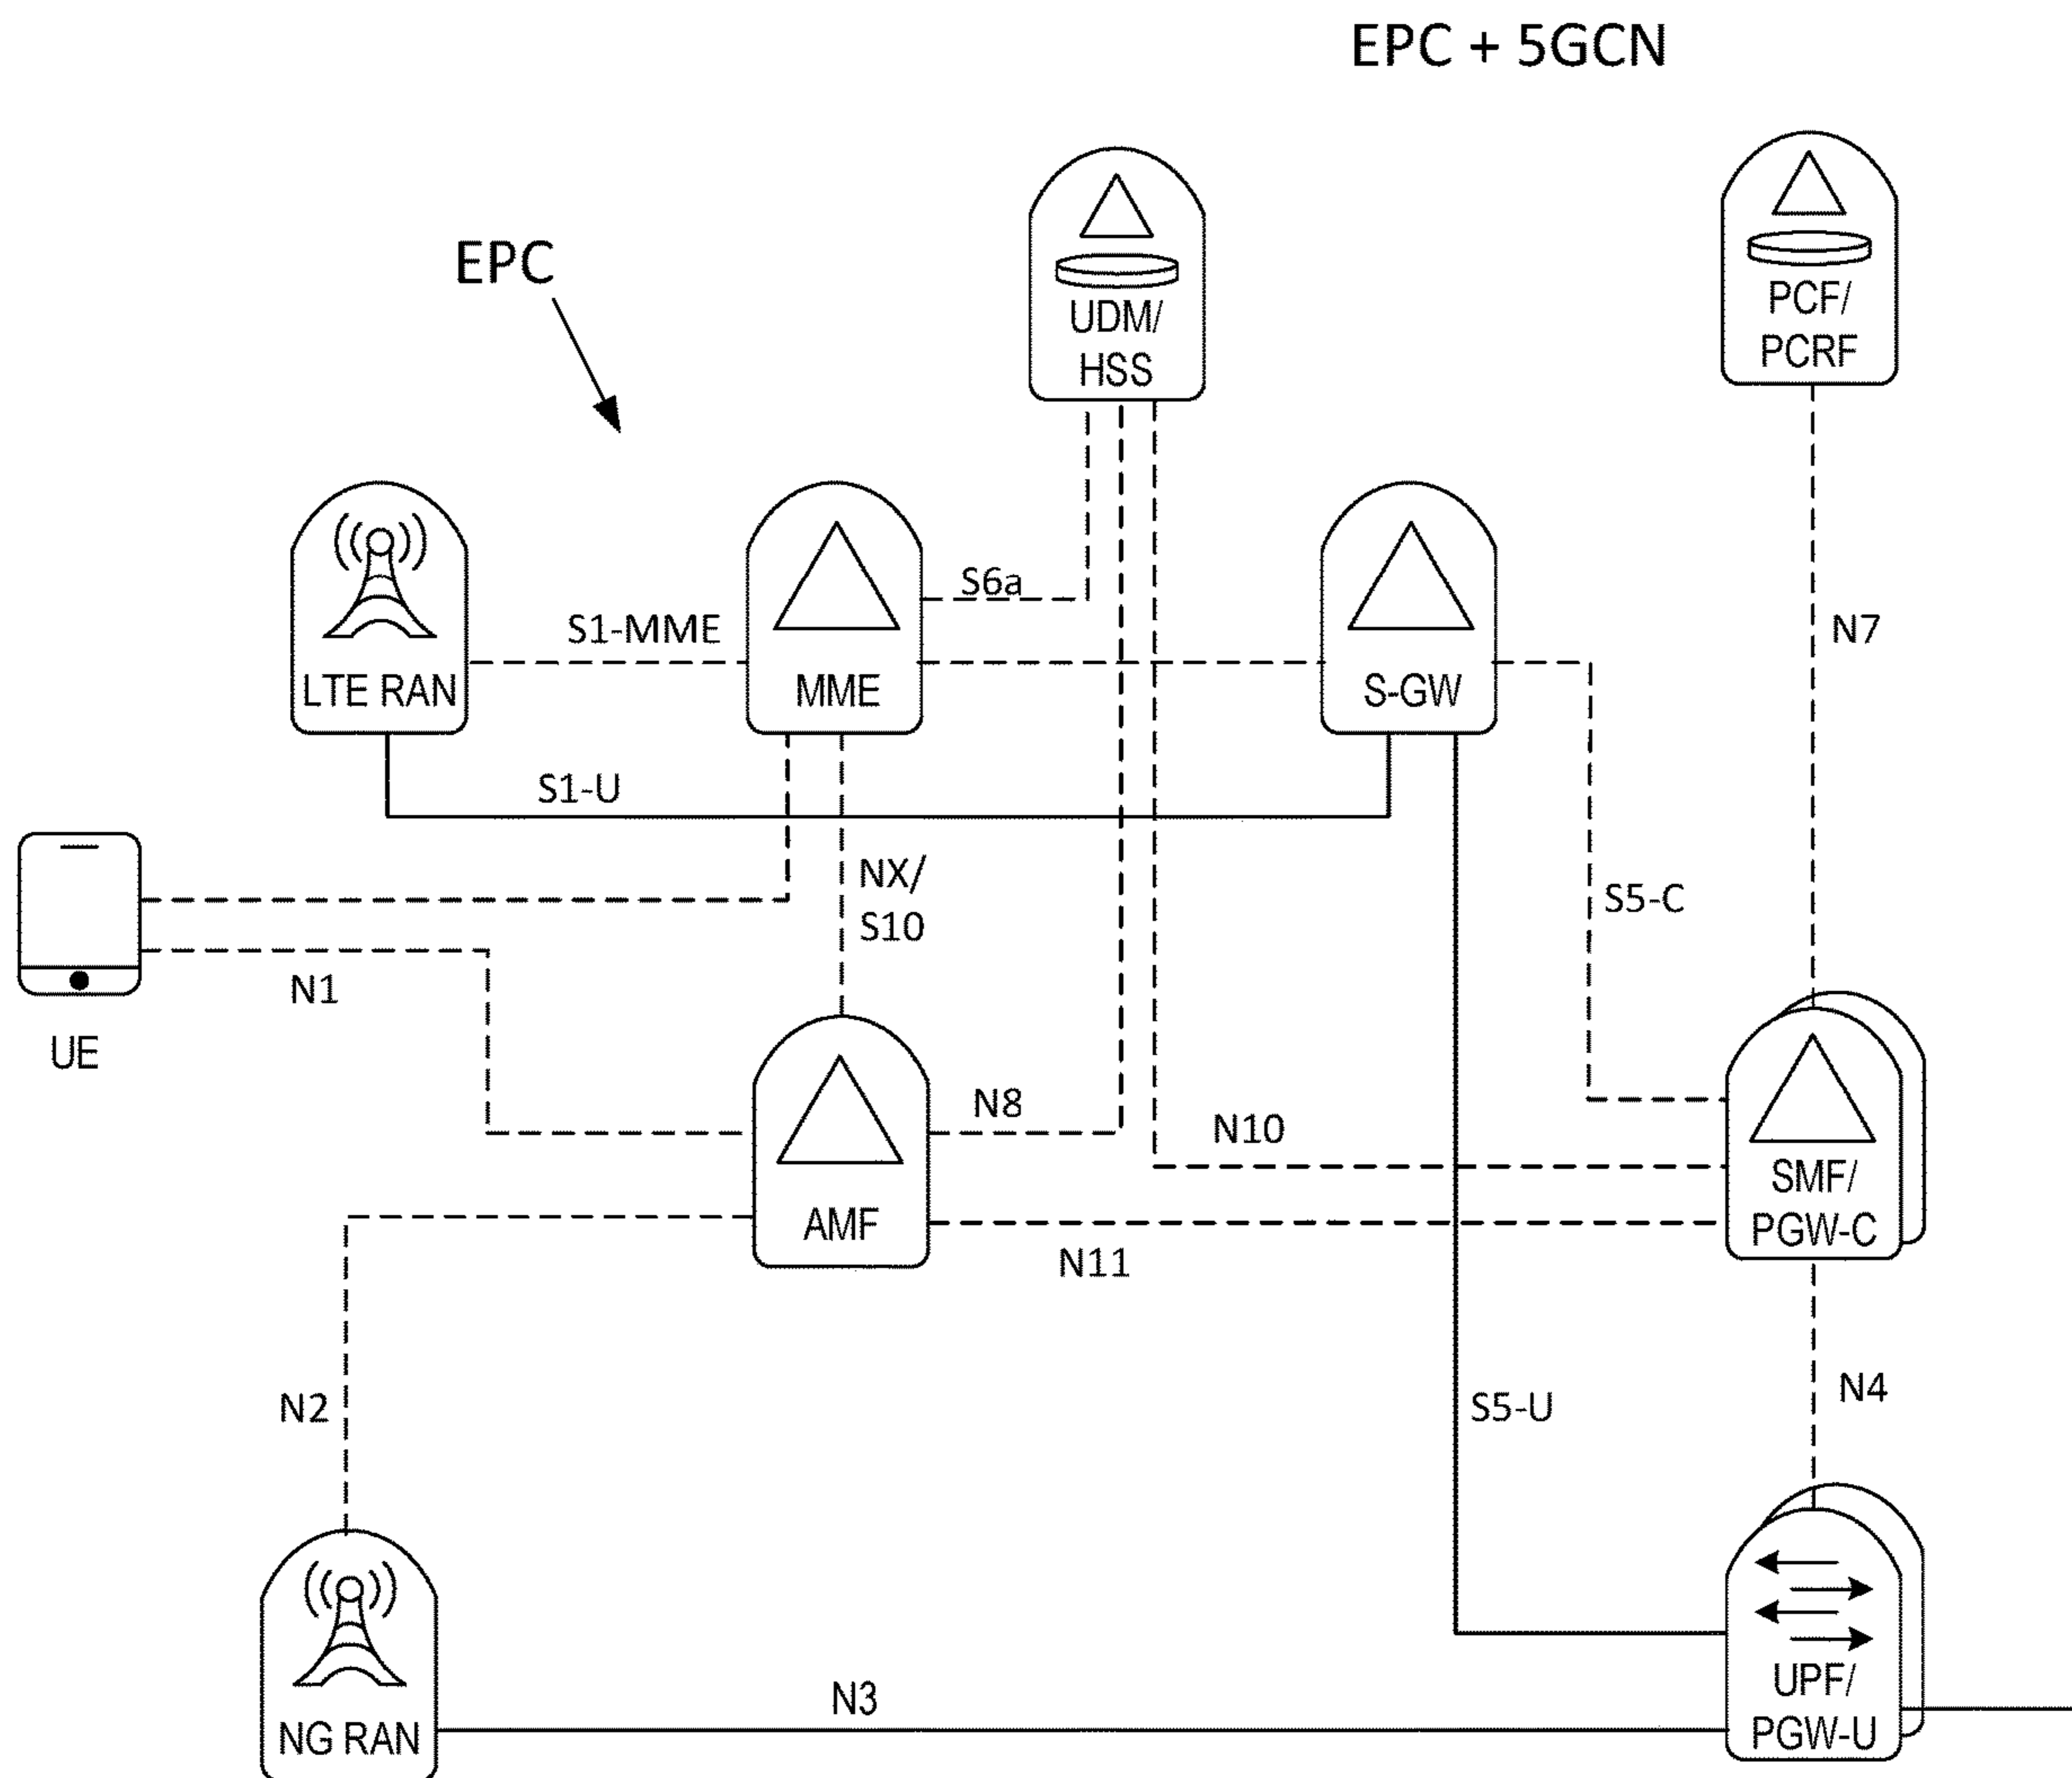 EPC + 5GCN
EPC
UDM/
HSS
PCF/
PCRF
S6a
S1-MME
N7
LTE RAN
MME
S-GW
S1-U
NX/
S10
S5-C
N1
UE
N8
N10
SMF/
PGW-C
AMF
N11
N2
N4
S5-U
UPF/
PGW-U
N3
NG RAN